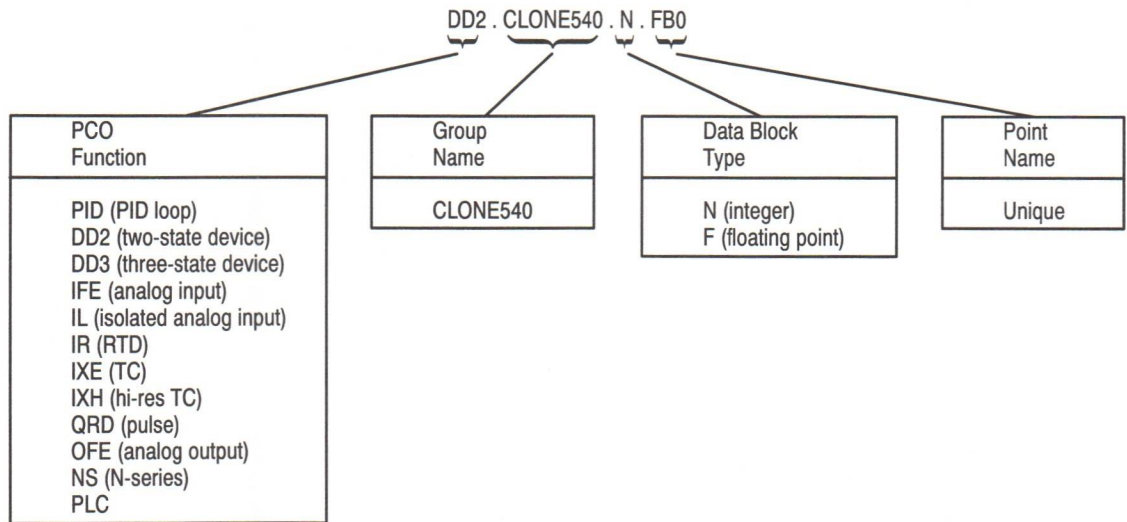 DD2 . CLONE540 . N . FB0
PCO
Function
PID (PID loop)
DD2 (two-state device)
DD3 (three-state device)
IFE (analog input)
IL (isolated analog input)
IR (RTD)
IXE (TC)
IXH (hi-res TC)
QRD (pulse)
OFE (analog output)
NS (N-series)
PLC
Group
Name
CLONE540
Data Block
Type
N (integer)
F (floating point)
Point
Name
Unique